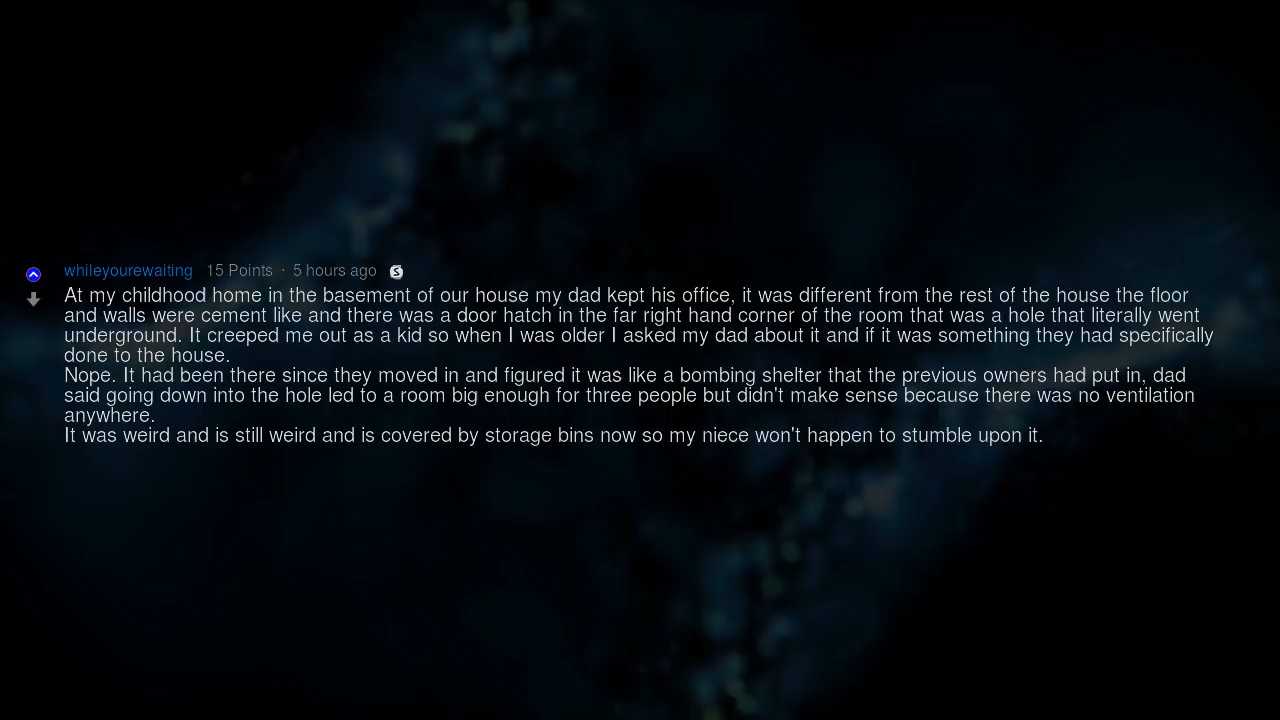 whileyourewaiting 15 Points · 5 hours ago
At my childhood home in the basement of our house my dad kept his office, it was different from the rest of the house the floor
and walls were cement like and there was a door hatch in the far right hand corner of the room that was a hole that literally went
underground. It creeped me out as a kid so when I was older I asked my dad about it and if it was something they had specifically
done to the house.
Nope. It had been there since they moved in and figured it was like a bombing shelter that the previous owners had put in, dad
said going down into the hole led to a room big enough for three people but didn't make sense because there was no ventilation
anywhere.
It was weird and is still weird and is covered by storage bins now so my niece won't happen to stumble upon it.